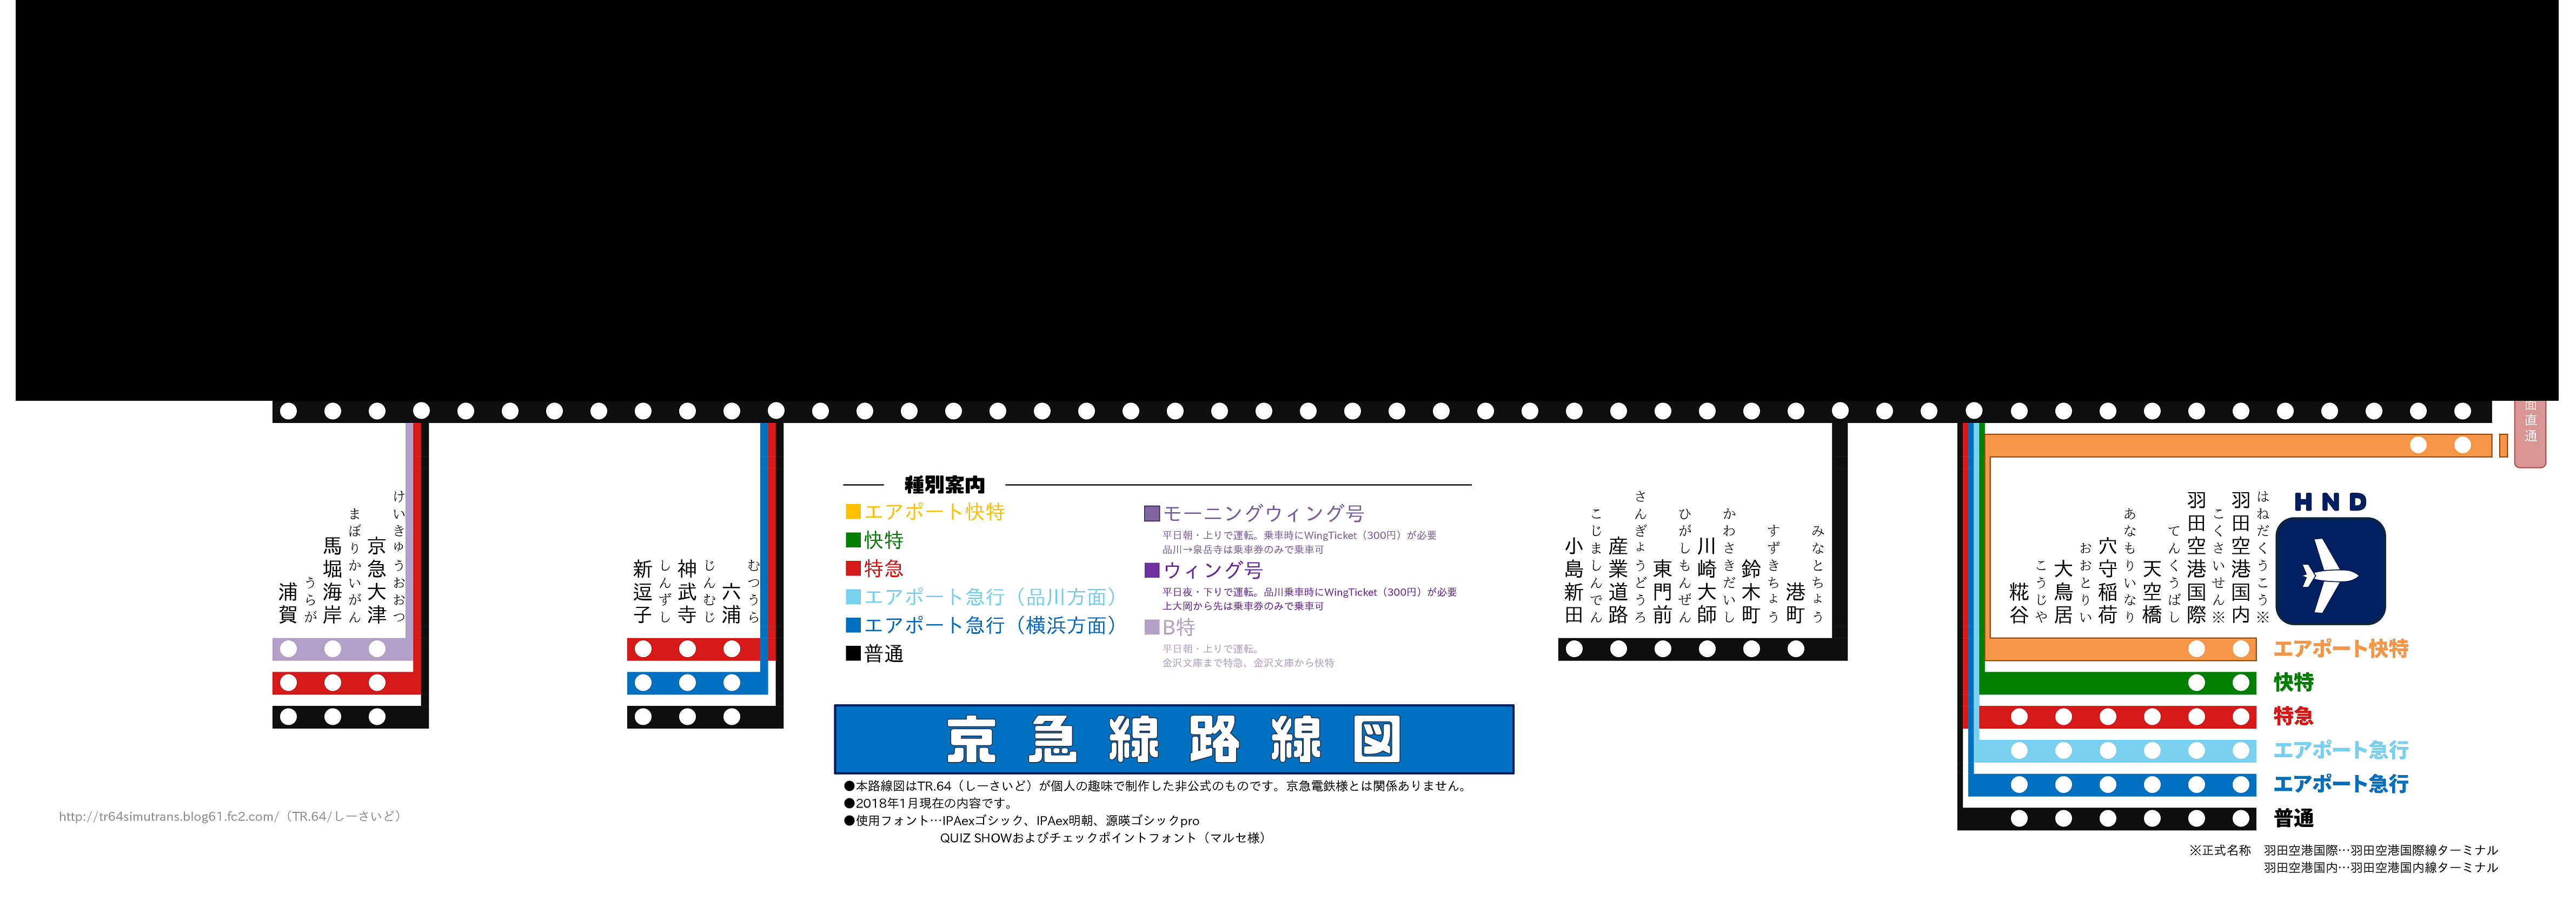 面直通
種別案内
■エアポート快特
■快特
■特急
■エアポート急行（品川方面）
■エアポート急行（横浜方面）
■普通
■モーニングウィング号
平日朝・上りで運転。乗車時にWingTicket（300円）が必要
品川→泉岳寺は乗車券のみで乗車可
■ウィング号
平日夜・下りで運転。品川乗車時にWingTicket（300円）が必要
上大岡から先は乗車券のみで乗車可
■B特
平日朝・上りで運転。
金沢文庫まで特急、金沢文庫から快特
けいきゅうおおつ
京急大津
まぼりかいがん
馬堀海岸
うらが
浦賀
むつうら
六浦
じんむじ
神武寺
しんずし
新逗子
みなとちょう
港町
すずきちょう
鈴木町
かわさきだいし
川崎大師
ひがしもんぜん
東門前
さんぎょうどうろ
産業道路
こじましんでん
小島新田
はねだくうこう※
羽田空港国内
こくさいせん※
羽田空港国際
てんくうばし
天空橋
あなもりいなり
穴守稲荷
おおとりい
大鳥居
こうじや
糀谷
HND
エアポート快特
快特
特急
エアポート急行
エアポート急行
普通
京急線路線図
●本路線図はTR.64（しーさいど）が個人の趣味で制作した非公式のものです。京急電鉄様とは関係ありません。
●2018年1月現在の内容です。
●使用フォント…IPAexゴシック、IPAex明朝、源暎ゴシックpro
QUIZ SHOWおよびチェックポイントフォント（マルセ様）
http://tr64simutrans.blog61.fc2.com/（TR.64/しーさいど）
※正式名称　羽田空港国際…羽田空港国際線ターミナル
羽田空港国内…羽田空港国内線ターミナル